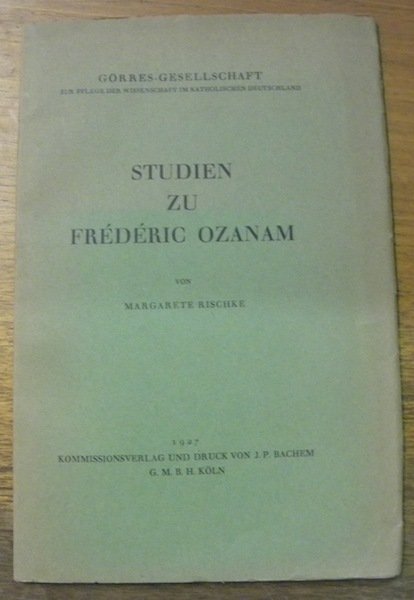 GÖRRES-GESELLSCHAFT
ZUR PFLEGE DER WISSENSCHAFT IM KATHOLISCHEN DEUTSCHLAND
STUDIEN
ZU
FRÉDÉRIC OZANAM
VON
MARGARETE RISCHKE
1927
KOMMISSIONSVERLAG UND DRUCK VON J. P. BACHEM
G. M. B. H. KÖLN